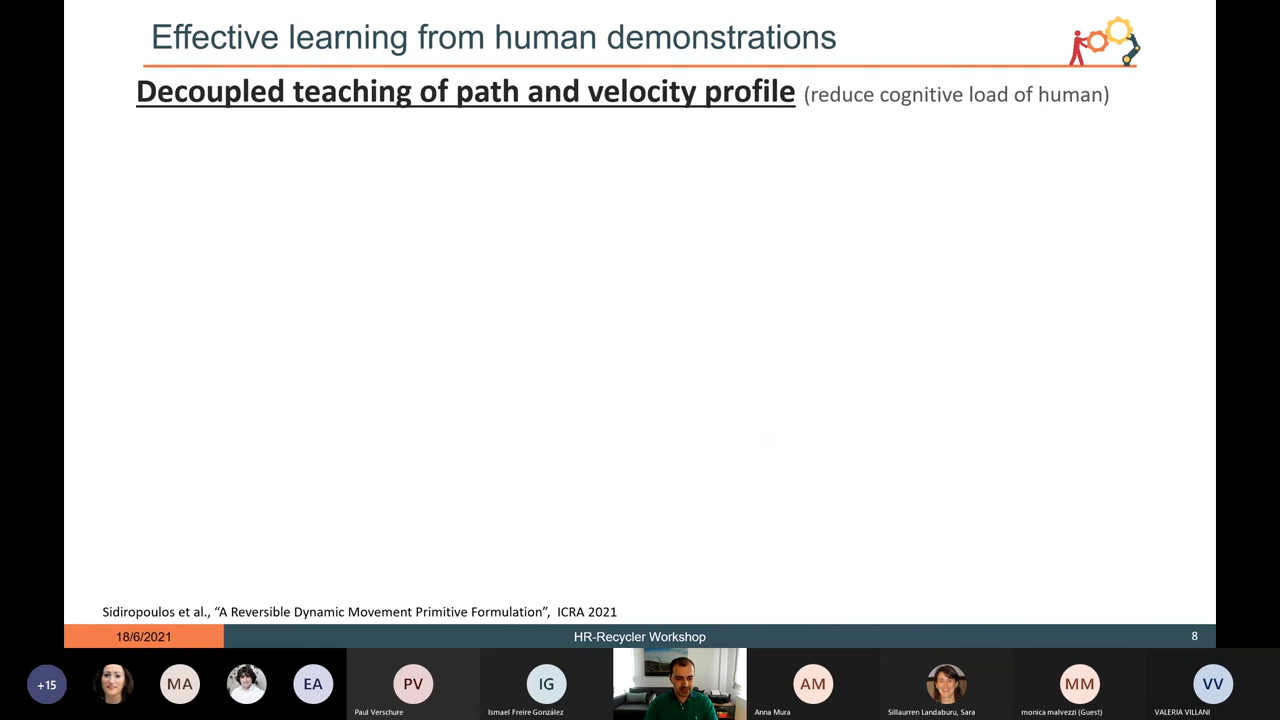 Effective learning from human demonstrations
Decoupled teaching of path and velocity profile (reduce cognitive load of human)
Sidiropoulos et al., “A Reversible Dynamic Movement Primitive Formulation”, ICRA 2021
18/6/2021
HR-Recycler Workshop
8
+15
MA
EA
PV
Paul Verschure
IG
Ismael Freire González
AM
Anna Mura
Sillaurren Landaburu, Sara
MM
monica malvezzi (Guest)
VV
VALERIA VILLANI